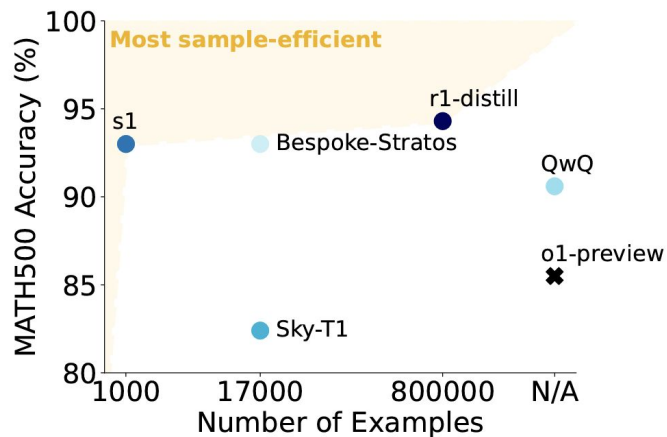 100
Most sample-efficient
95
r1-distill
s1
Bespoke-Stratos
QwQ
90
o1-preview
85
Sky-T1
80
1000 17000 800000 N/A
Number of Examples
MATH500 Accuracy (%)